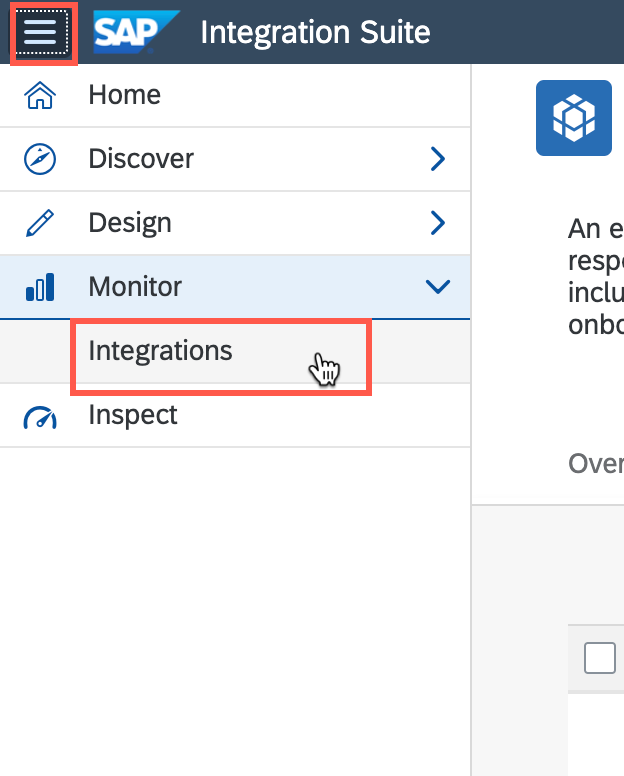 SAP Integration Suite
Home
Discover
Design
Monitor
Integrations
Inspect
An e
respo
inclu
onbo
Over